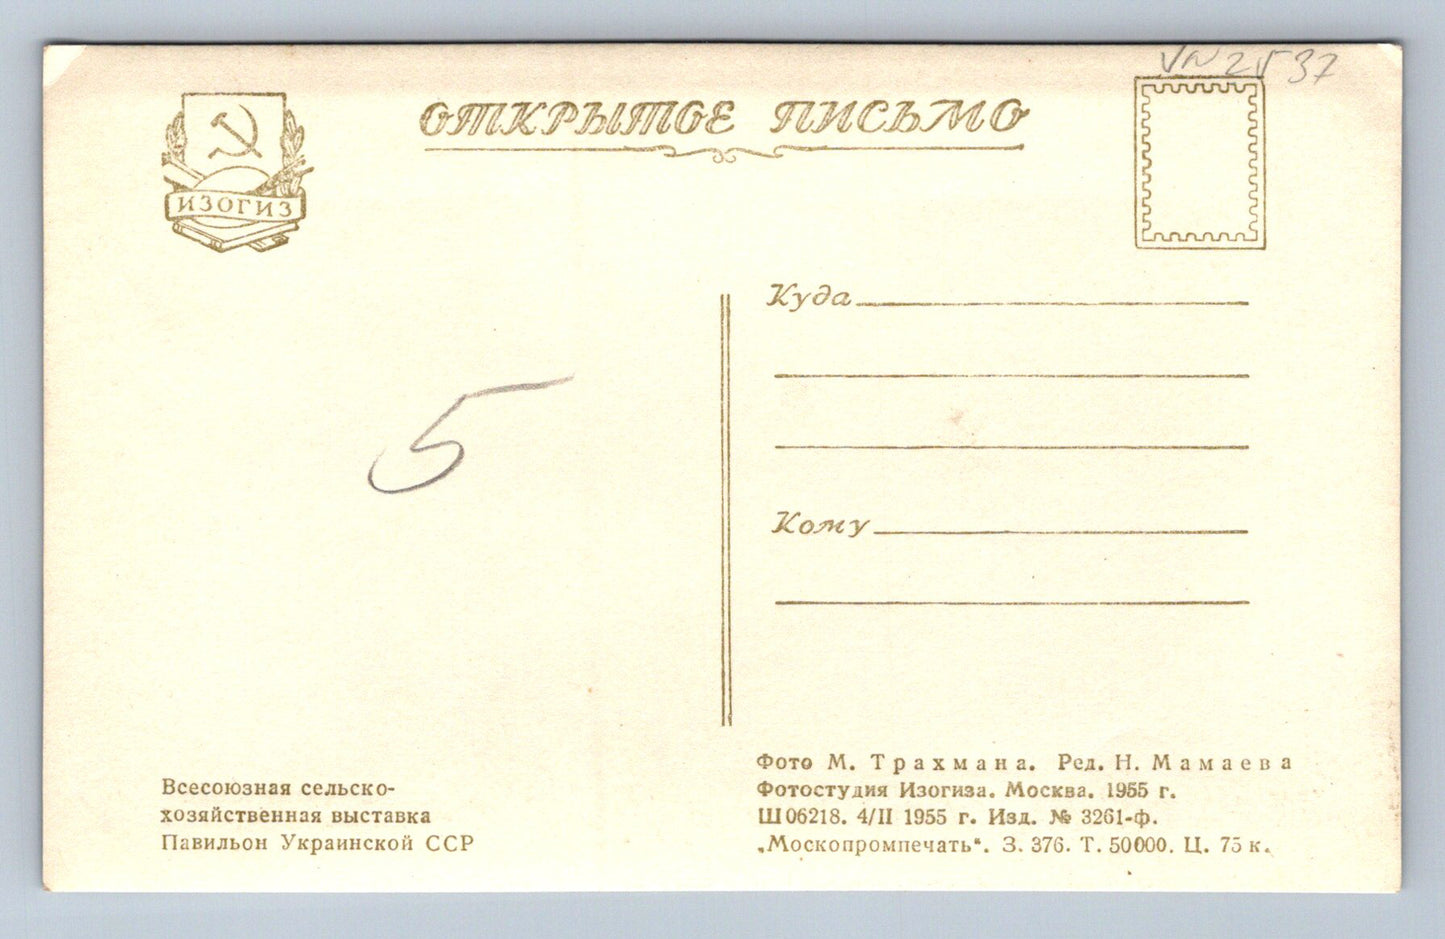 VN2537
ОТКРЫТОЕ ПИСЬМО
ИЗОГИЗ
Куда
5
Кому
Всесоюзная сельско-
хозяйственная выставка
Павильон Украинской ССР
Фото М. Трахмана. Ред. Н. Мамаева
Фотостудия Изогиза. Москва. 1955 г.
Ш06218. 4/II 1955 г. Изд. № 3261-ф.
„Москопромпечать“. З. 376. Т. 50000. Ц. 75 к.